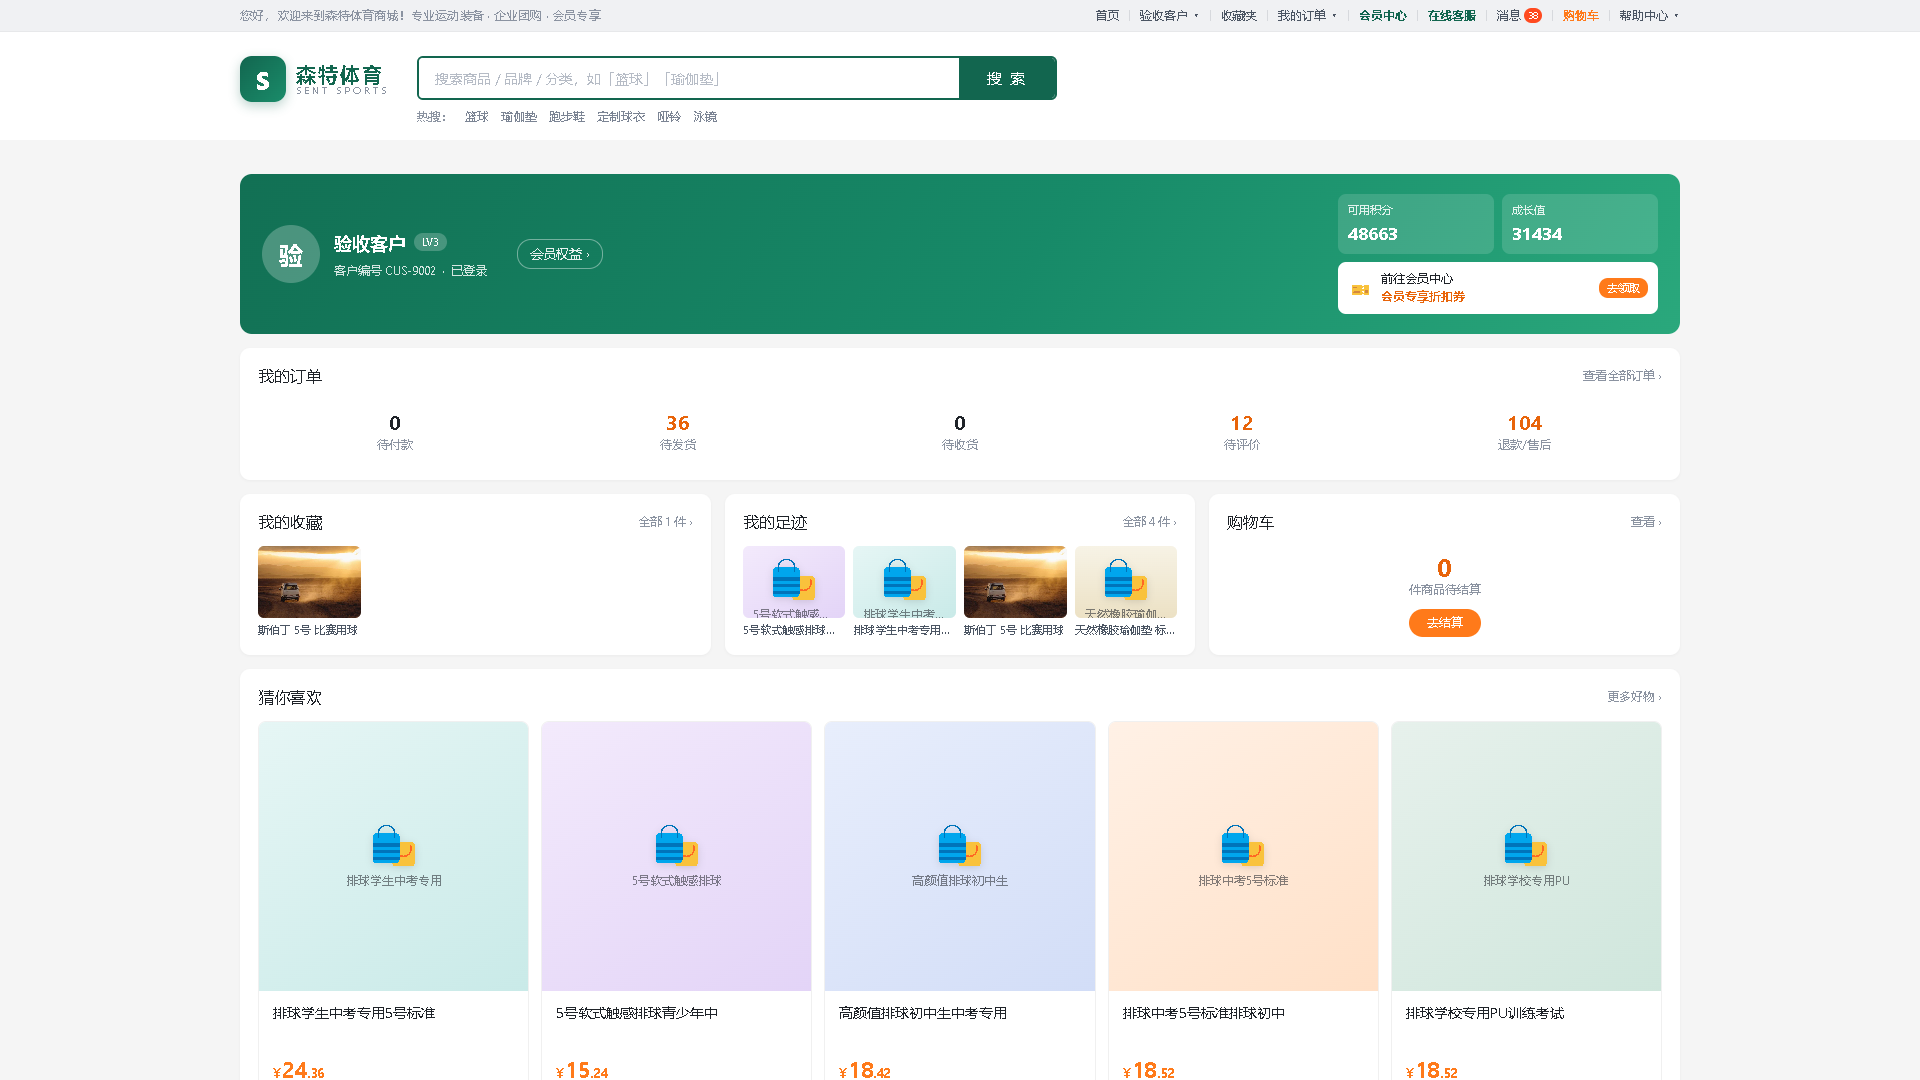 您好，欢迎来到森特体育商城！专业运动装备 · 企业团购 · 会员专享
首页
验收客户
收藏夹
我的订单
会员中心
在线客服
消息 38
购物车
帮助中心
S
森特体育
SENT SPORTS
搜索商品 / 品牌 / 分类，如「篮球」「瑜伽垫」
搜 索
热搜： 篮球 瑜伽垫 跑步鞋 定制球衣 哑铃 泳镜
验
验收客户 LV3
客户编号 CUS-9002 · 已登录
会员权益 ›
可用积分
48663
成长值
31434
前往会员中心
会员专享折扣券
去领取
我的订单
查看全部订单 ›
0
待付款
36
待发货
0
待收货
12
待评价
104
退款/售后
我的收藏
全部 1 件 ›
斯伯丁 5号 比赛用球
我的足迹
全部 4 件 ›
5号软式触感...
5号软式触感排球...
排球学生中考...
排球学生中考专用...
斯伯丁 5号 比赛用球
天然橡胶瑜伽...
天然橡胶瑜伽垫 标...
购物车
查看 ›
0
件商品待结算
去结算
猜你喜欢
更多好物 ›
排球学生中考专用
5号软式触感排球
高颜值排球初中生
排球中考5号标准
排球学校专用PU
排球学生中考专用5号标准
5号软式触感排球青少年中
高颜值排球初中生中考专用
排球中考5号标准排球初中
排球学校专用PU训练考试
¥24.36
¥15.24
¥18.42
¥18.52
¥18.52